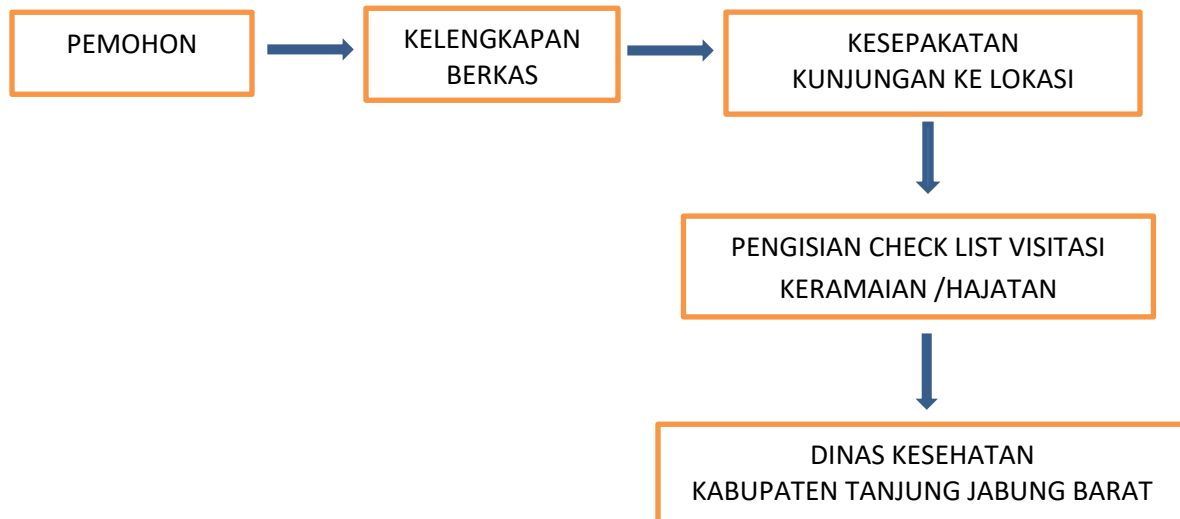 PEMOHON
KELENGKAPAN
BERKAS
KESEPAKATAN
KUNJUNGAN KE LOKASI
PENGISIAN CHECK LIST VISITASI
KERAMAIAN /HAJATAN
DINAS KESEHATAN
KABUPATEN TANJUNG JABUNG BARAT